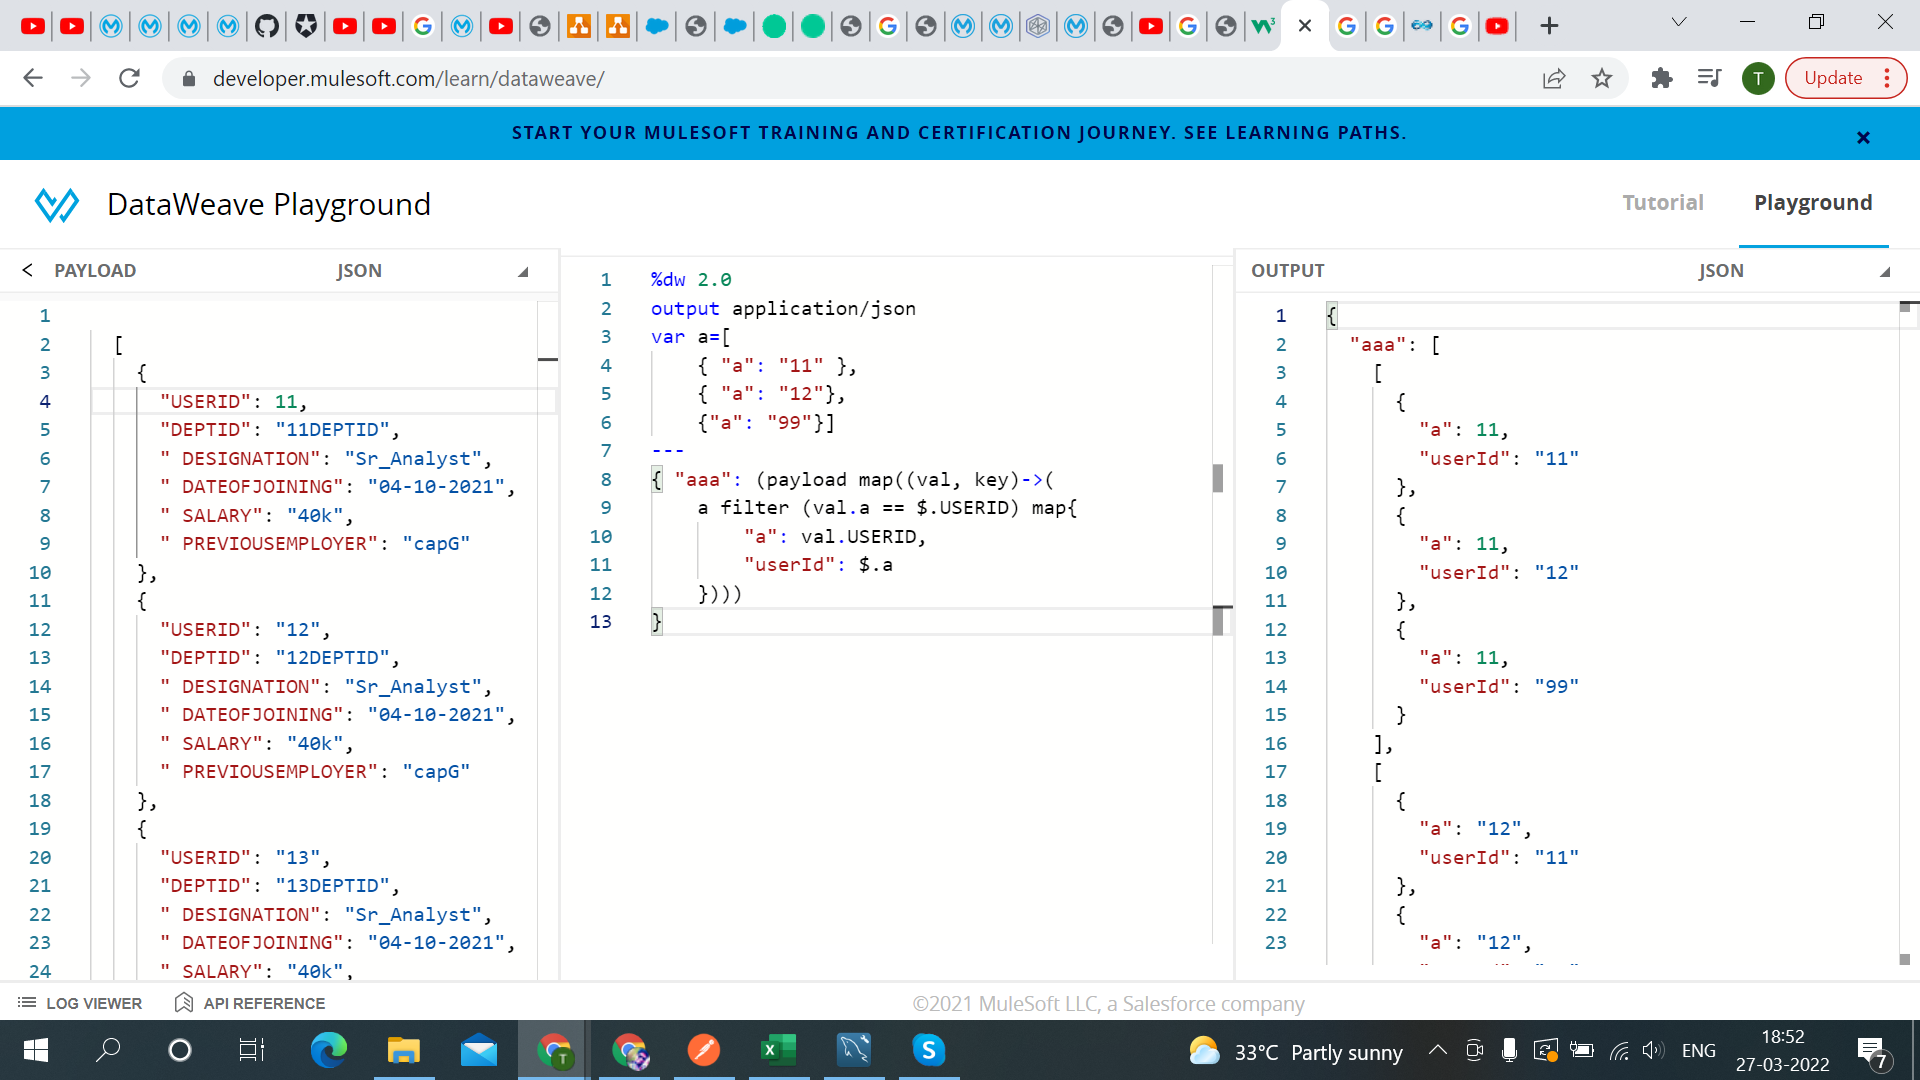 T
Update
developer.mulesoft.com/learn/dataweave/
START YOUR MULESOFT TRAINING AND CERTIFICATION JOURNEY. SEE LEARNING PATHS.
DataWeave Playground
Tutorial
Playground
PAYLOAD JSON
1
2 [
3 {
4 "USERID": 11,
5 "DEPTID": "11DEPTID",
6 " DESIGNATION": "Sr_Analyst",
7 " DATEOFJOINING": "04-10-2021",
8 " SALARY": "40k",
9 " PREVIOUSEMPLOYER": "capG"
10 },
11 {
12 "USERID": "12",
13 "DEPTID": "12DEPTID",
14 " DESIGNATION": "Sr_Analyst",
15 " DATEOFJOINING": "04-10-2021",
16 " SALARY": "40k",
17 " PREVIOUSEMPLOYER": "capG"
18 },
19 {
20 "USERID": "13",
21 "DEPTID": "13DEPTID",
22 " DESIGNATION": "Sr_Analyst",
23 " DATEOFJOINING": "04-10-2021",
24 " SALARY": "40k",
1 %dw 2.0
2 output application/json
3 var a=[
4 { "a": "11" },
5 { "a": "12"},
6 {"a": "99"}]
7 ---
8 { "aaa": (payload map((val, key)->(
9 a filter (val.a == $.USERID) map{
10 "a": val.USERID,
11 "userId": $.a
12 })))
13 }
OUTPUT JSON
1 {
2 "aaa": [
3 [
4 {
5 "a": 11,
6 "userId": "11"
7 },
8 {
9 "a": 11,
10 "userId": "12"
11 },
12 {
13 "a": 11,
14 "userId": "99"
15 }
16 ],
17 [
18 {
19 "a": "12",
20 "userId": "11"
21 },
22 {
23 "a": "12",
LOG VIEWER
API REFERENCE
©2021 MuleSoft LLC, a Salesforce company
33°C Partly sunny
ENG
18:52
27-03-2022
7